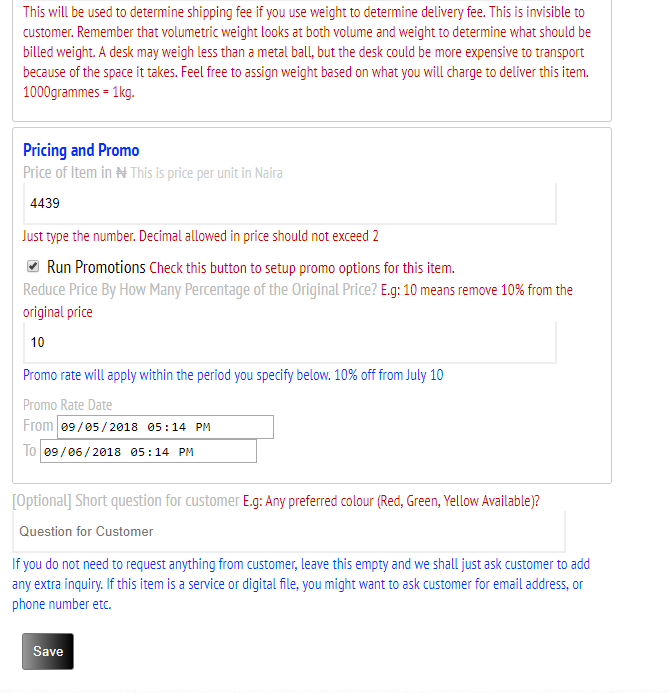 This will be used to determine shipping fee if you use weight to determine delivery fee. This is invisible to
customer. Remember that volumetric weight looks at both volume and weight to determine what should be
billed weight. A desk may weigh less than a metal ball, but the desk could be more expensive to transport
because of the space it takes. Feel free to assign weight based on what you will charge to deliver this item.
1000grammes = 1kg.
Pricing and Promo
Price of Item in ₦ This is price per unit in Naira
4439
Just type the number. Decimal allowed in price should not exceed 2
Run Promotions Check this button to setup promo options for this item.
Reduce Price By How Many Percentage of the Original Price? E.g: 10 means remove 10% from the
original price
10
Promo rate will apply within the period you specify below. 10% off from July 10
Promo Rate Date
From 09/05/2018 05:14 PM
To 09/06/2018 05:14 PM
[Optional] Short question for customer E.g: Any preferred colour (Red, Green, Yellow Available)?
Question for Customer
If you do not need to request anything from customer, leave this empty and we shall just ask customer to add
any extra inquiry. If this item is a service or digital file, you might want to ask customer for email address, or
phone number etc.
Save